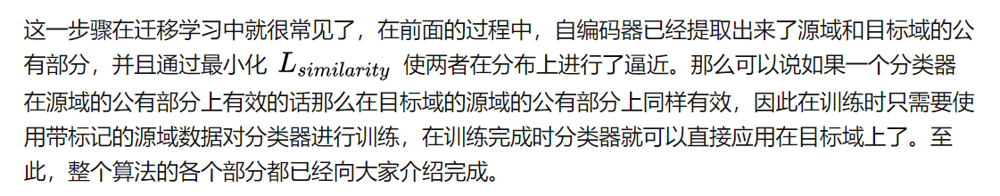 这一步骤在迁移学习中就很常见了，在前面的过程中，自编码器已经提取出来了源域和目标域的公
有部分，并且通过最小化 L_{similarity} 使两者在分布上进行了逼近。那么可以说如果一个分类器
在源域的公有部分上有效的话那么在目标域的源域的公有部分上同样有效，因此在训练时只需要使
用带标记的源域数据对分类器进行训练，在训练完成时分类器就可以直接应用在目标域上了。至
此，整个算法的各个部分都已经向大家介绍完成。